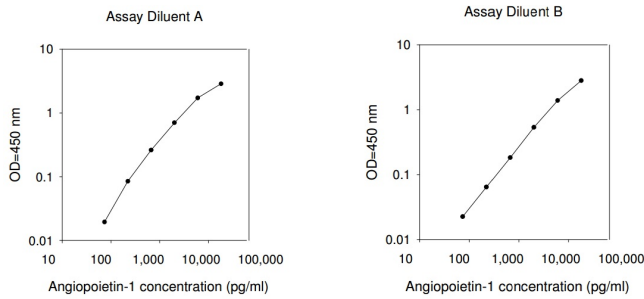 Assay Diluent A
10
1
0.1
0.01
OD=450 nm
10 100 1,000 10,000 100,000
Angiopoietin-1 concentration (pg/ml)
Assay Diluent B
10
1
0.1
0.01
OD=450 nm
10 100 1,000 10,000 100,000
Angiopoietin-1 concentration (pg/ml)